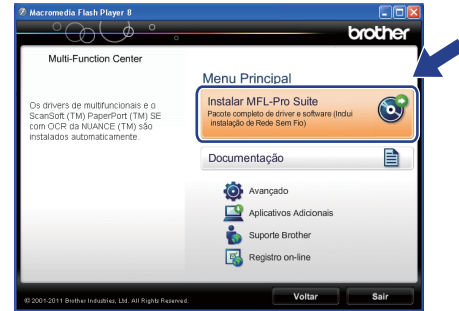 Macromedia Flash Player 8
brother
Multi-Function Center
Menu Principal
Os drivers de multifuncionais e o
ScanSoft (TM) PaperPort (TM) SE
com OCR da NUANCE (TM) são
instalados automaticamente.
Instalar MFL-Pro Suite
Pacote completo de driver e software (Inclui
instalação de Rede Sem Fio)
Documentação
Avançado
Aplicativos Adicionais
Suporte Brother
Registro on-line
© 2001-2011 Brother Industries, Ltd. All Rights Reserved.
Voltar
Sair